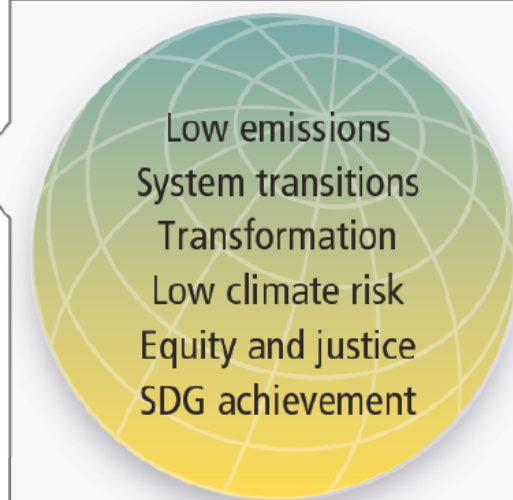 Low emissions
System transitions
Transformation
Low climate risk
Equity and justice
SDG achievement